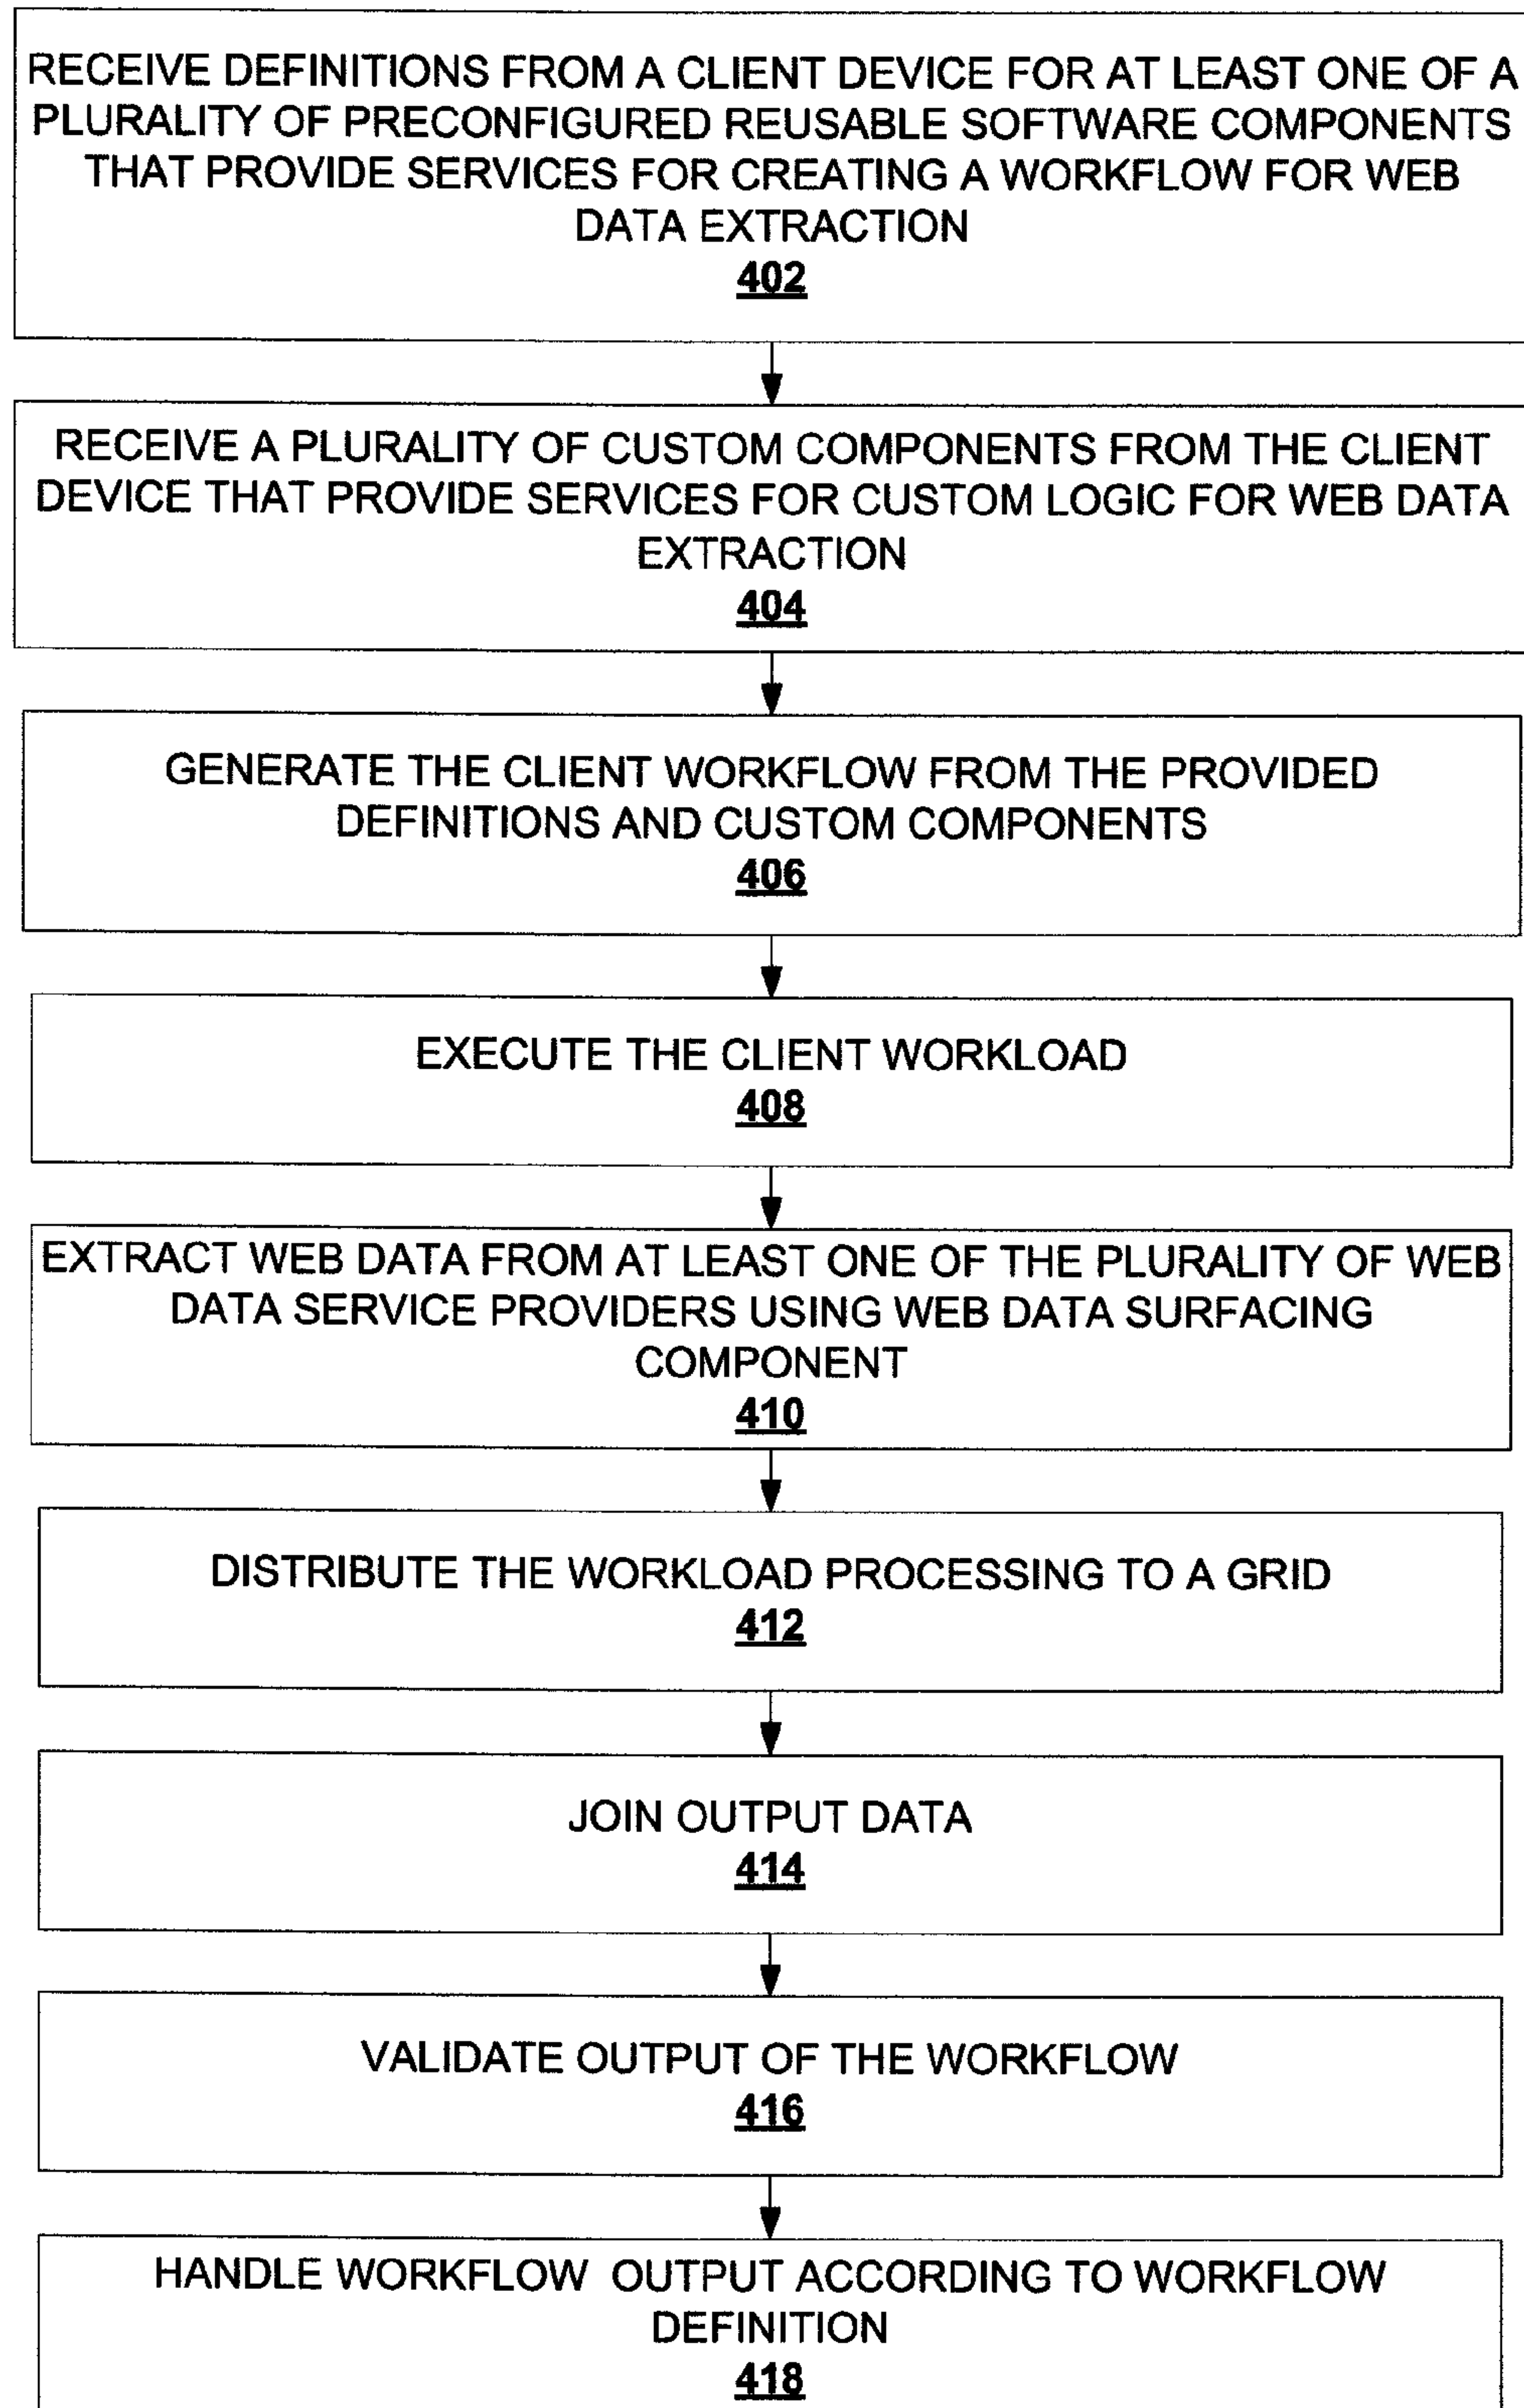 RECEIVE DEFINITIONS FROM A CLIENT DEVICE FOR AT LEAST ONE OF A
PLURALITY OF PRECONFIGURED REUSABLE SOFTWARE COMPONENTS
THAT PROVIDE SERVICES FOR CREATING A WORKFLOW FOR WEB
DATA EXTRACTION
402
RECEIVE A PLURALITY OF CUSTOM COMPONENTS FROM THE CLIENT
DEVICE THAT PROVIDE SERVICES FOR CUSTOM LOGIC FOR WEB DATA
EXTRACTION
404
GENERATE THE CLIENT WORKFLOW FROM THE PROVIDED
DEFINITIONS AND CUSTOM COMPONENTS
406
EXECUTE THE CLIENT WORKLOAD
408
EXTRACT WEB DATA FROM AT LEAST ONE OF THE PLURALITY OF WEB
DATA SERVICE PROVIDERS USING WEB DATA SURFACING
COMPONENT
410
DISTRIBUTE THE WORKLOAD PROCESSING TO A GRID
412
JOIN OUTPUT DATA
414
VALIDATE OUTPUT OF THE WORKFLOW
416
HANDLE WORKFLOW OUTPUT ACCORDING TO WORKFLOW
DEFINITION
418